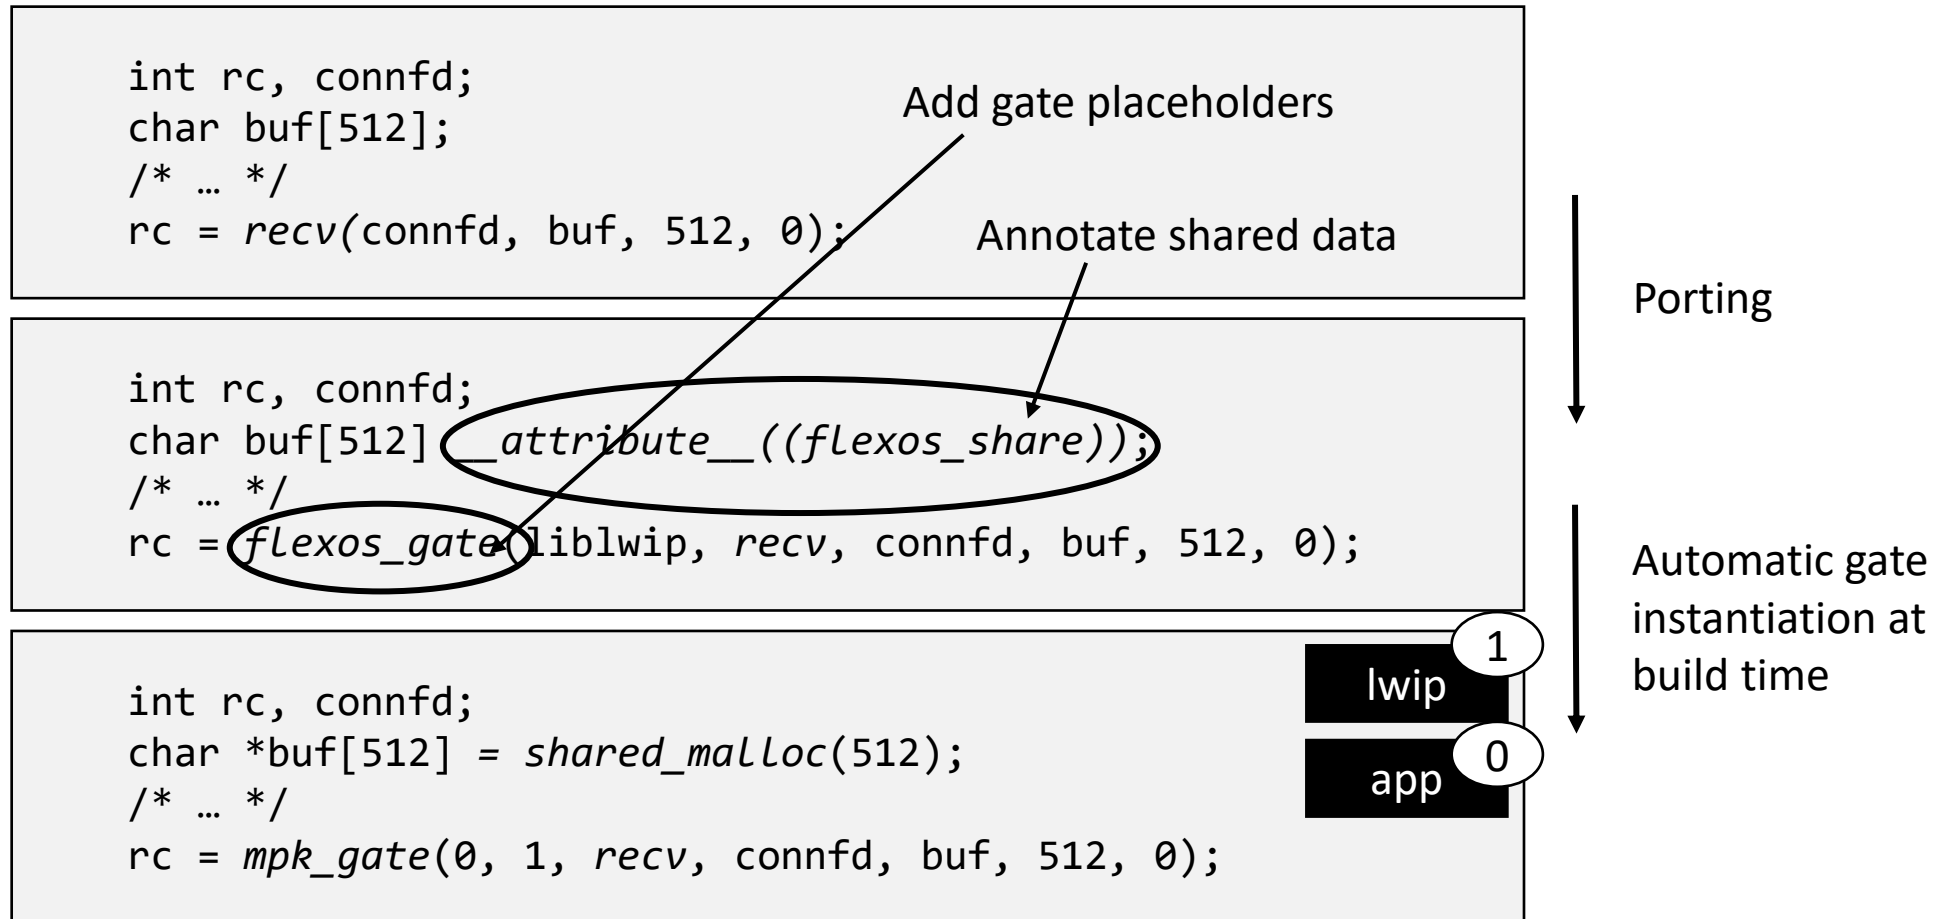 int rc, connfd;
char buf[512];
/* … */
rc = recv(connfd, buf, 512, 0);
Add gate placeholders
Annotate shared data
Porting
int rc, connfd;
char buf[512] __attribute__((flexos_share));
/* … */
rc = flexos_gate(liblwip, recv, connfd, buf, 512, 0);
Automatic gate
instantiation at
build time
int rc, connfd;
char *buf[512] = shared_malloc(512);
/* … */
rc = mpk_gate(0, 1, recv, connfd, buf, 512, 0);
1
lwip
0
app